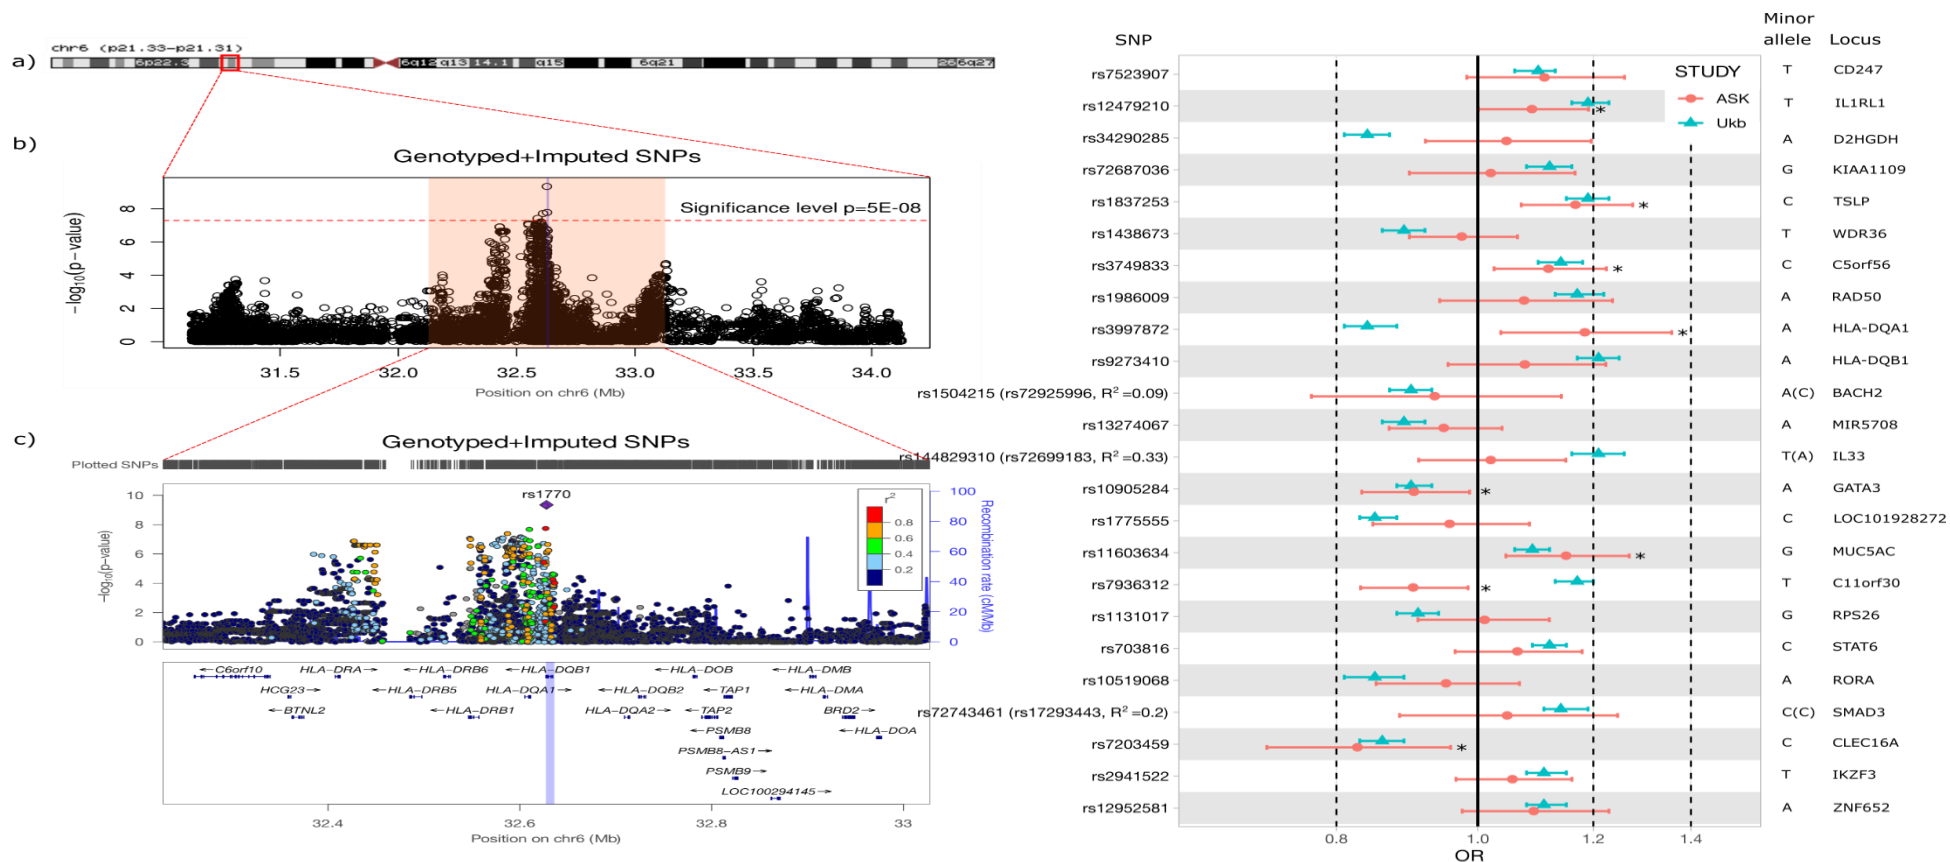 chr6 (p21.33-p21.31)
a)
6p22.3 6q12 q13 14.1 q15 6q21 26 6q27
b)
Genotyped+Imputed SNPs
Significance level p=5E-08
-log10(p-value)
8
6
4
2
0
31.5 32.0 32.5 33.0 33.5 34.0
Position on chr6 (Mb)
c)
Genotyped+Imputed SNPs
Plotted SNPs
rs1770
r²
0.8
0.6
0.4
0.2
10
8
6
4
2
0
-log10(p-value)
100
80
60
40
20
0
Recombination rate (cM/Mb)
←C6orf10 HLA-DRA→ ←HLA-DRB6 ←HLA-DQB1 ←HLA-DOB ←HLA-DMB
HCG23→ ←HLA-DRB5 HLA-DQA1→ ←HLA-DQB2 ←TAP1 ←HLA-DMA
←BTNL2 ←HLA-DRB1 HLA-DQA2→ ←TAP2 BRD2→
←PSMB8 ←HLA-DOA
PSMB8-AS1→
PSMB9→
LOC100294145→
32.4 32.6 32.8 33
Position on chr6 (Mb)
SNP Minor allele Locus
STUDY
ASK
Ukb
rs7523907 T CD247
rs12479210 * T IL1RL1
rs34290285 A D2HGDH
rs72687036 G KIAA1109
rs1837253 * C TSLP
rs1438673 T WDR36
rs3749833 * C C5orf56
rs1986009 A RAD50
rs3997872 * A HLA-DQA1
rs9273410 A HLA-DQB1
rs1504215 (rs72925996, R²=0.09) A(C) BACH2
rs13274067 A MIR5708
rs144829310 (rs72699183, R²=0.33) T(A) IL33
rs10905284 * A GATA3
rs1775555 C LOC101928272
rs11603634 * G MUC5AC
rs7936312 * T C11orf30
rs1131017 G RPS26
rs703816 C STAT6
rs10519068 A RORA
rs72743461 (rs17293443, R²=0.2) C(C) SMAD3
rs7203459 * C CLEC16A
rs2941522 T IKZF3
rs12952581 A ZNF652
0.8 1.0 1.2 1.4
OR